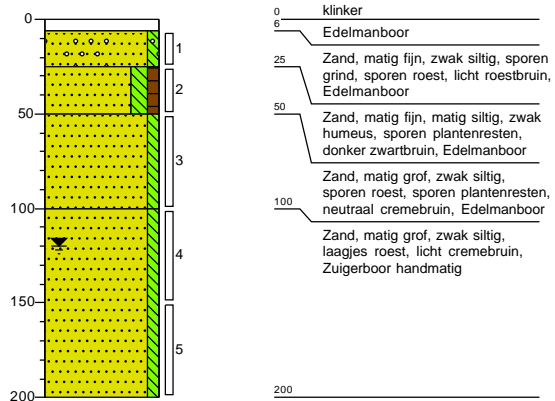 0
50
100
150
200
1
2
3
4
5
0
klinker
6
Edelmanboor
25
Zand, matig fijn, zwak siltig, sporen
grind, sporen roest, licht roestbruin,
Edelmanboor
50
Zand, matig fijn, matig siltig, zwak
humeus, sporen plantenresten,
donker zwartbruin, Edelmanboor
Zand, matig grof, zwak siltig,
sporen roest, sporen plantenresten,
neutraal cremebruin, Edelmanboor
100
Zand, matig grof, zwak siltig,
laagjes roest, licht cremebruin,
Zuigerboor handmatig
200